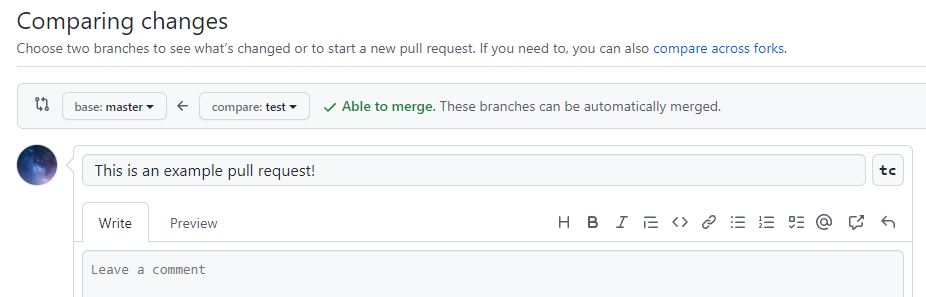 Comparing changes
Choose two branches to see what's changed or to start a new pull request. If you need to, you can also compare across forks.
base: master compare: test Able to merge. These branches can be automatically merged.
This is an example pull request! tc
Write Preview H B I @
Leave a comment